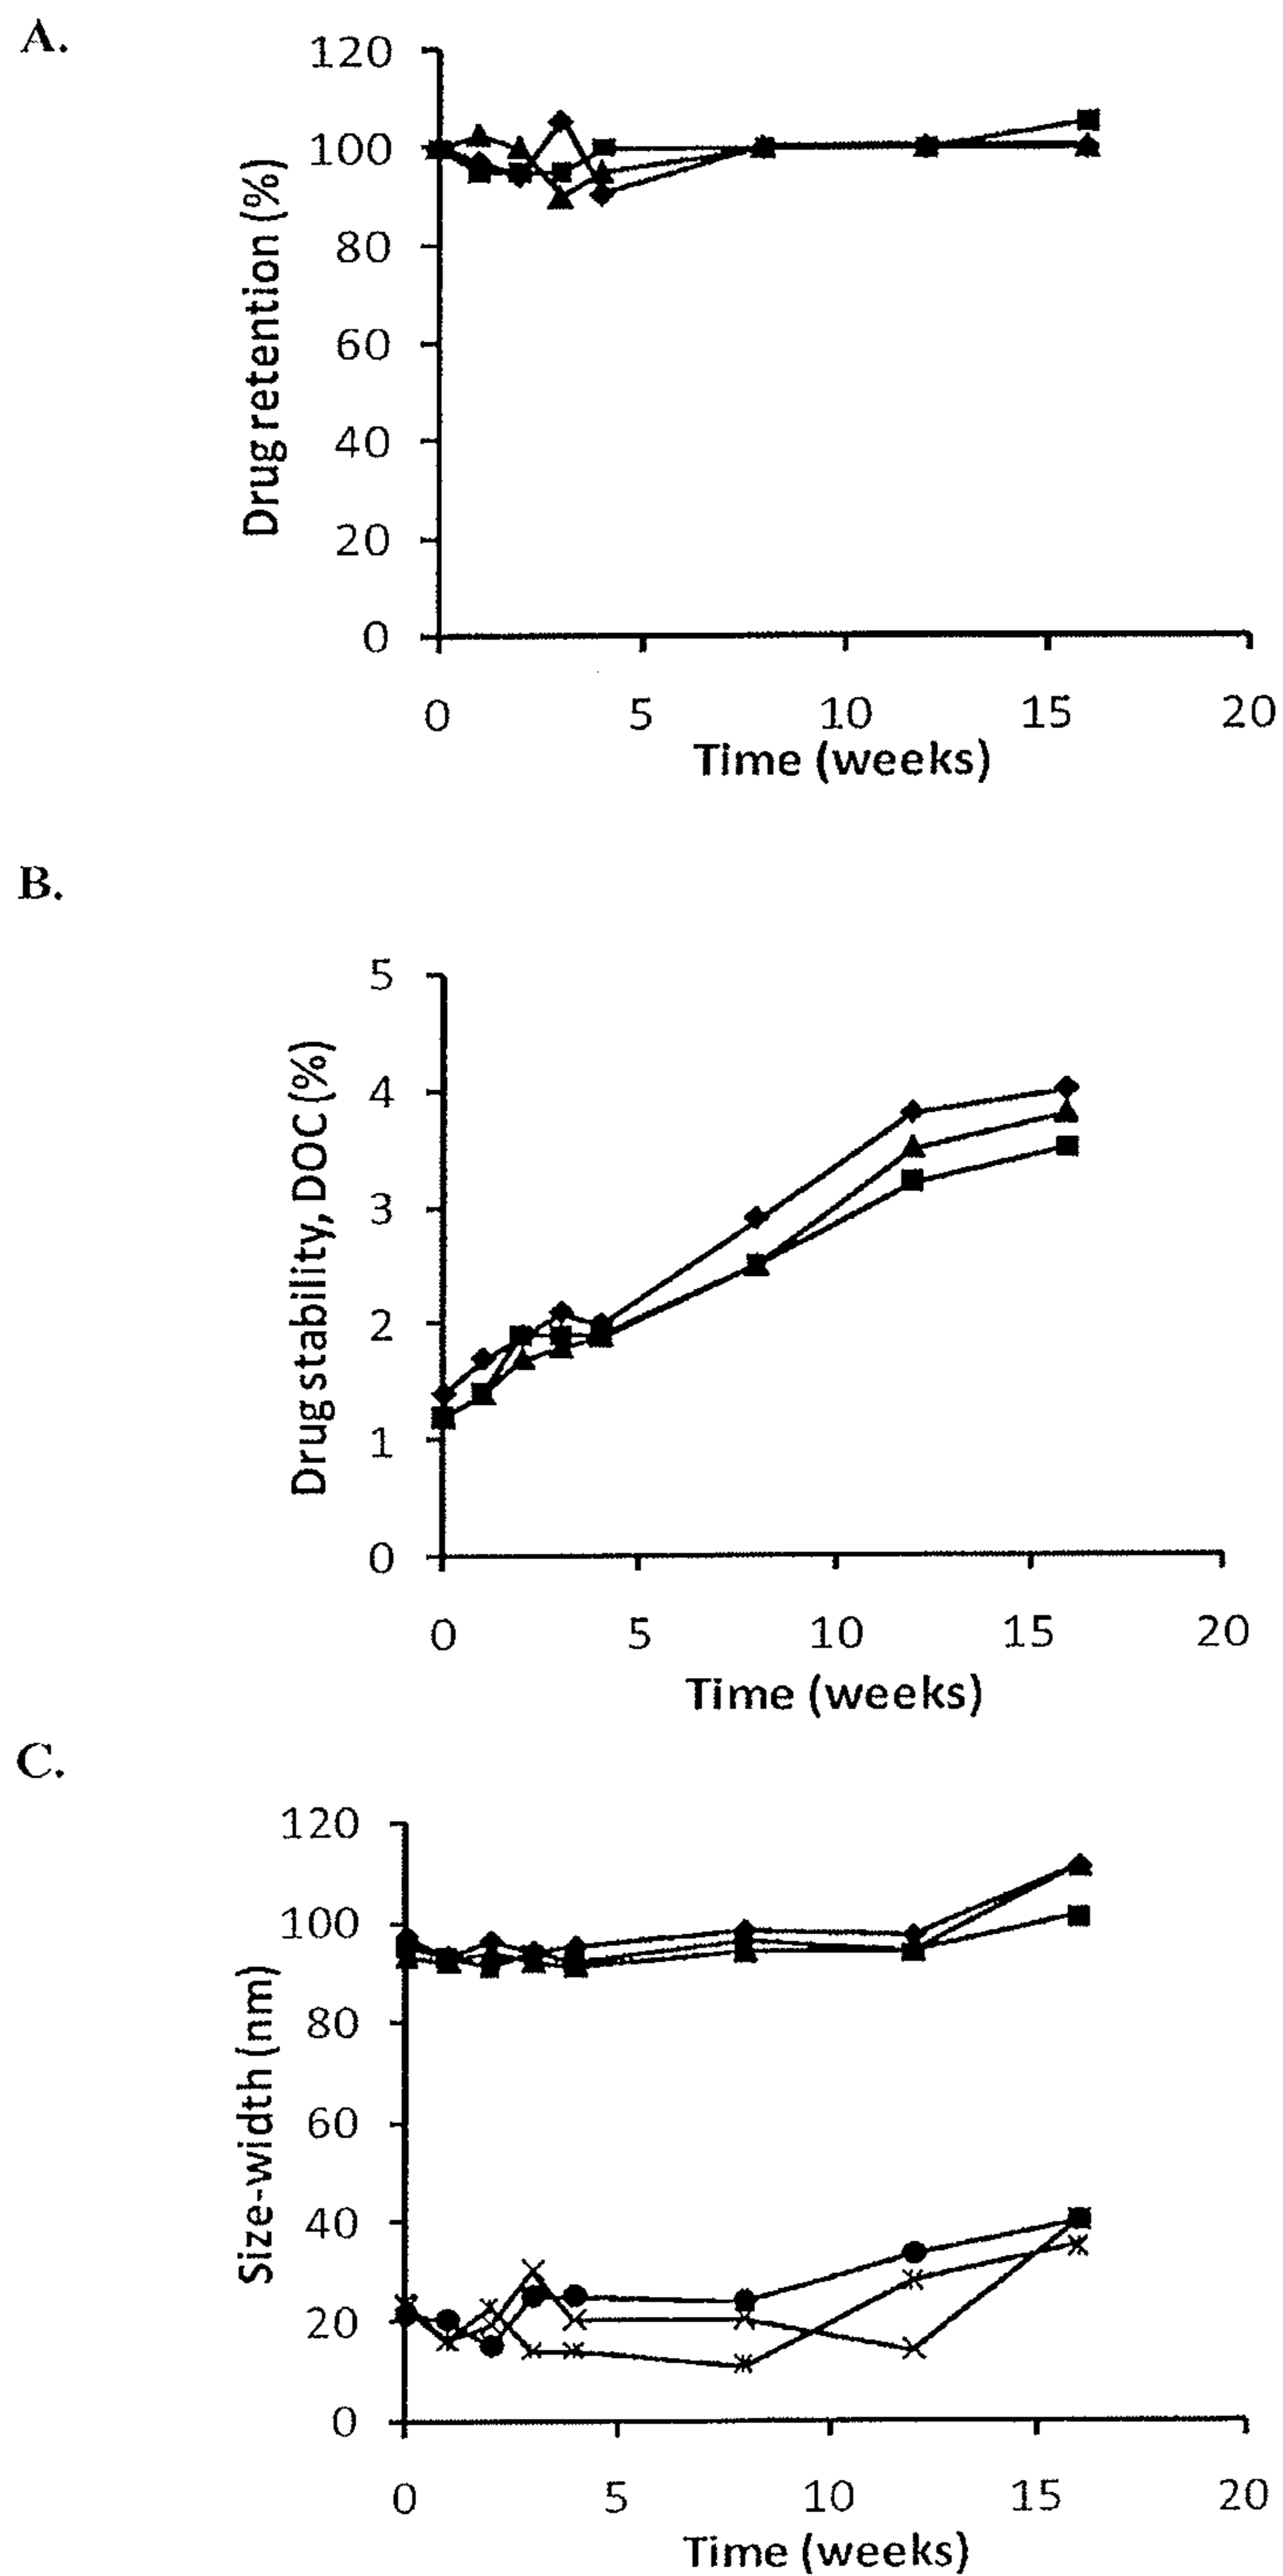 A.
120
100
80
60
40
20
0
Drug retention (%)
0 5 10 15 20
Time (weeks)
B.
5
4
3
2
1
0
Drug stability, DOC (%)
0 5 10 15 20
Time (weeks)
C.
120
100
80
60
40
20
0
Size-width (nm)
0 5 10 15 20
Time (weeks)